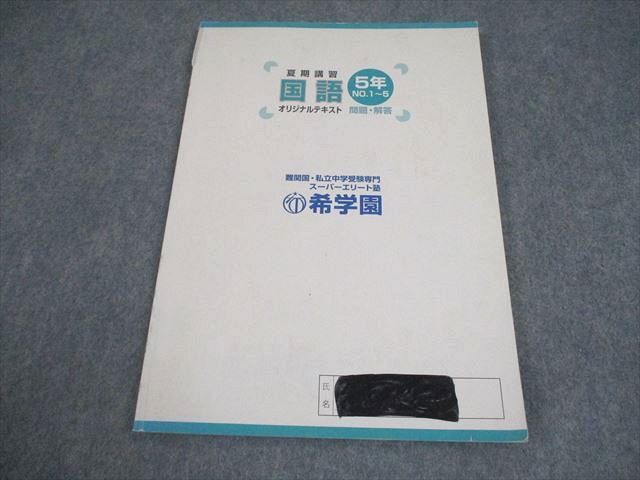 夏期講習
国語
5年
NO.1~5
オリジナルテキスト 問題・解答
難関国・私立中学受験専門
スーパーエリート塾
希学園
氏名